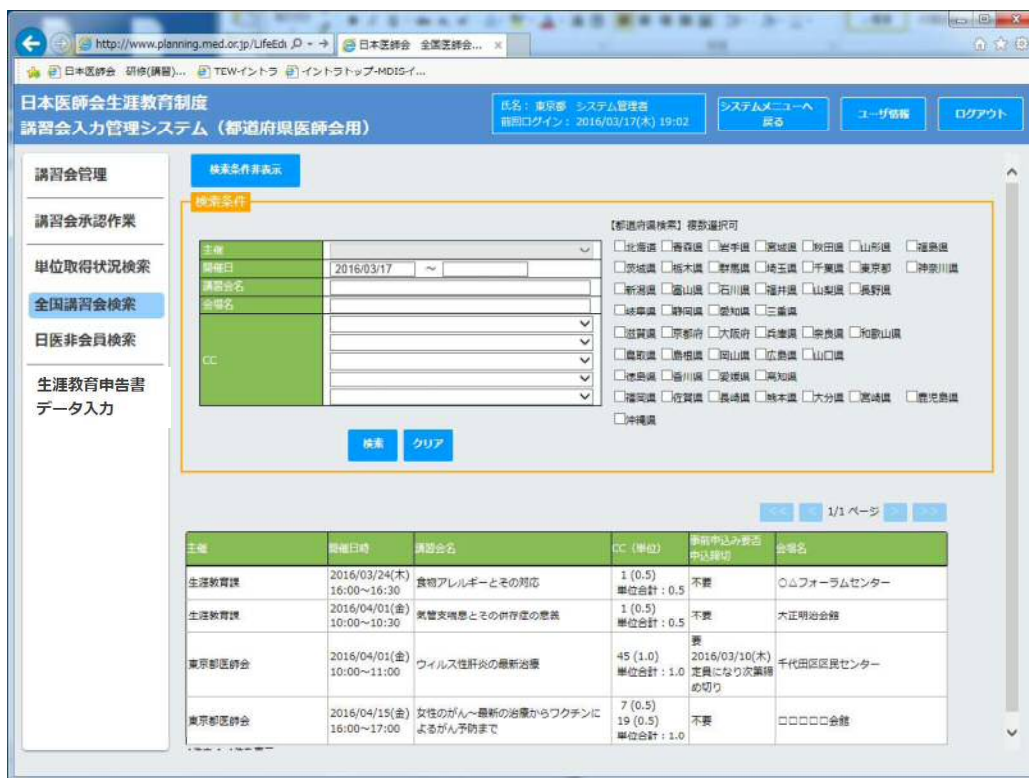 http://www.planning.med.or.jp/LifeEdu
日本医師会 全国医師会...
日本医師会 研修(講習)... TEW-イントラ イントラトップ-MDIS-イ...
日本医師会生涯教育制度
講習会入力管理システム（都道府県医師会用）
氏名： 東京都 システム管理者
前回ログイン： 2016/03/17(木) 19:02
システムメニューへ
戻る
ユーザ情報
ログアウト
講習会管理
講習会承認作業
単位取得状況検索
全国講習会検索
日医非会員検索
生涯教育申告書
データ入力
検索条件非表示
検索条件
主催
開催日 2016/03/17 ～
講習会名
会場名
CC
【都道府県検索】複数選択可
北海道 青森県 岩手県 宮城県 秋田県 山形県 福島県
茨城県 栃木県 群馬県 埼玉県 千葉県 東京都 神奈川県
新潟県 富山県 石川県 福井県 山梨県 長野県
岐阜県 静岡県 愛知県 三重県
滋賀県 京都府 大阪府 兵庫県 奈良県 和歌山県
鳥取県 島根県 岡山県 広島県 山口県
徳島県 香川県 愛媛県 高知県
福岡県 佐賀県 長崎県 熊本県 大分県 宮崎県 鹿児島県
沖縄県
検索 クリア
<< < 1/1 ページ > >>
主催 開催日時 講習会名 CC（単位） 事前申込み要否 会場名
申込締切
生涯教育課 2016/03/24(木) 食物アレルギーとその対応 1 (0.5) 不要 ○△フォーラムセンター
16:00～16:30 単位合計：0.5
生涯教育課 2016/04/01(金) 気管支喘息とその併存症の意義 1 (0.5) 不要 大正明治会館
10:00～10:30 単位合計：0.5
東京都医師会 2016/04/01(金) ウィルス性肝炎の最新治療 45 (1.0) 要 千代田区区民センター
10:00～11:00 単位合計：1.0 2016/03/10(木)
定員になり次第締
め切り
東京都医師会 2016/04/15(金) 女性のがん～最新の治療からワクチンに 7 (0.5) 不要 □□□□□会館
16:00～17:00 よるがん予防まで 19 (0.5)
単位合計：1.0